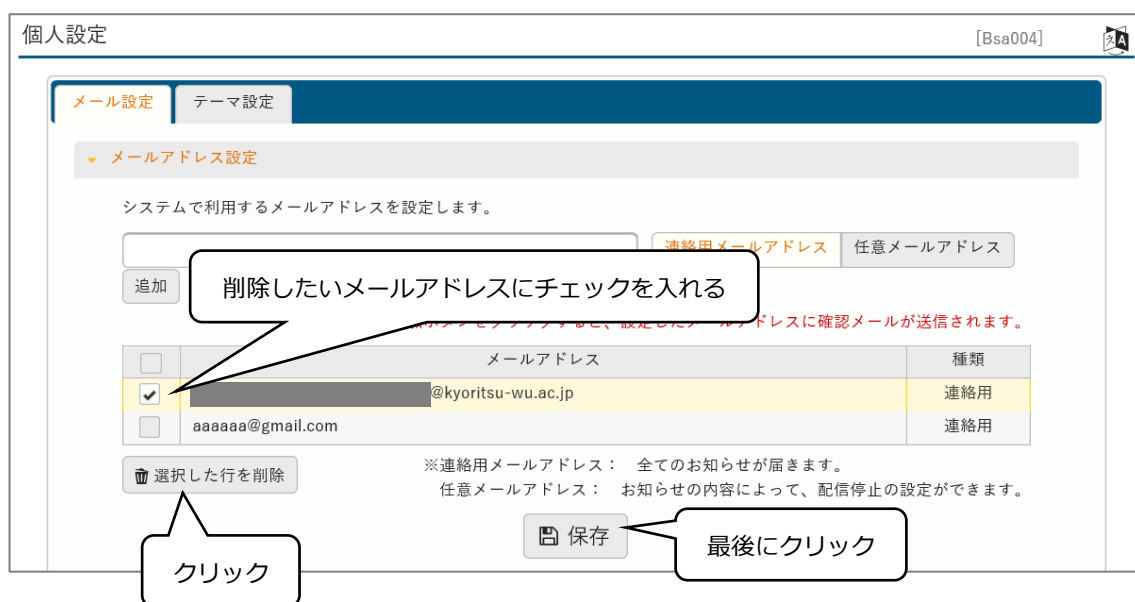 個人設定
[Bsa004]
メール設定
テーマ設定
メールアドレス設定
システムで利用するメールアドレスを設定します。
連絡用メールアドレス
任意メールアドレス
追加
削除したいメールアドレスにチェックを入れる
設定したメールアドレスに確認メールが送信されます。
メールアドレス
種類
@kyoritsu-wu.ac.jp
連絡用
aaaaaa@gmail.com
連絡用
選択した行を削除
※連絡用メールアドレス： 全てのお知らせが届きます。
任意メールアドレス： お知らせの内容によって、配信停止の設定ができます。
保存
最後にクリック
クリック